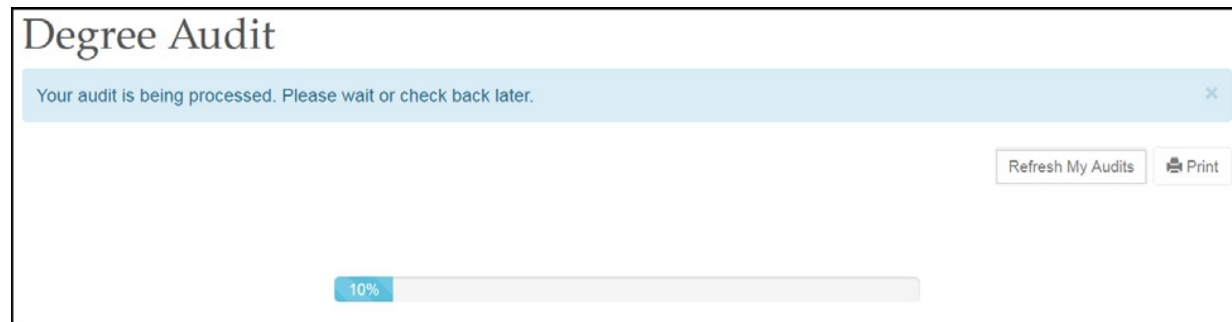 Degree Audit
Your audit is being processed. Please wait or check back later.
×
Refresh My Audits Print
10%